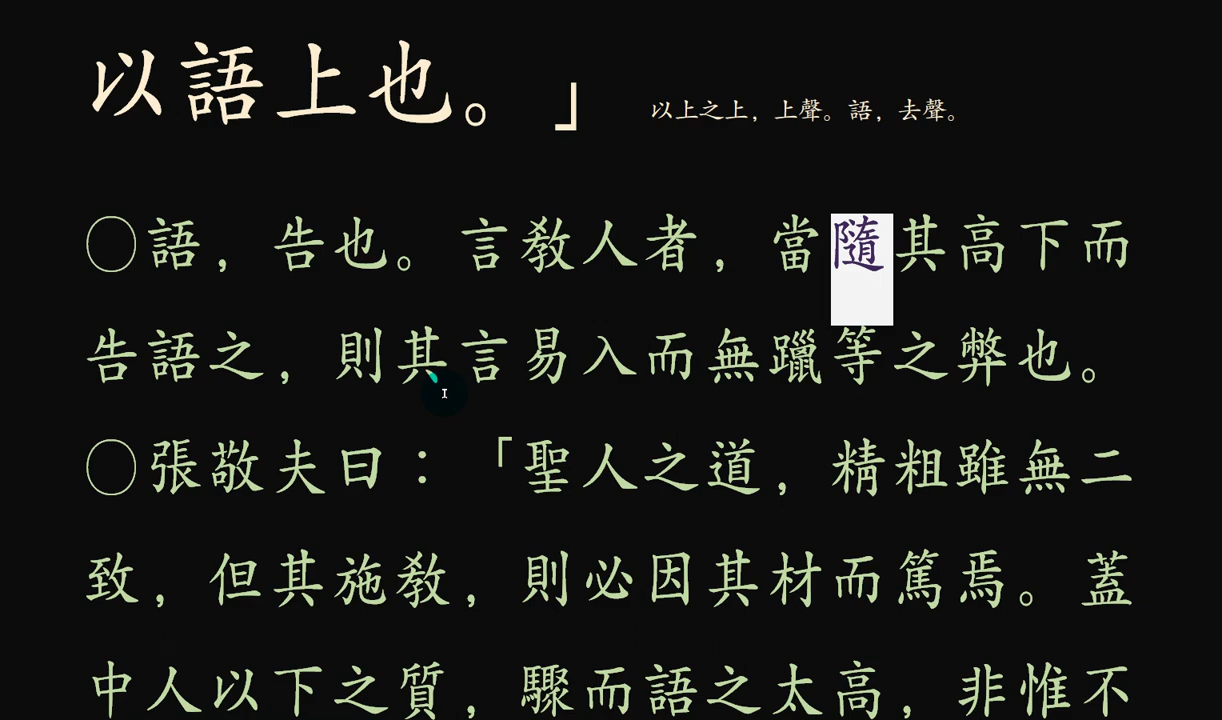 以語上也。」 以上之上，上聲。語，去聲。
○語，告也。言教人者，當隨其高下而
告語之，則其言易入而無躐等之弊也。
○張敬夫曰：「聖人之道，精粗雖無二
致，但其施教，則必因其材而篤焉。蓋
中人以下之質，驟而語之太高，非惟不